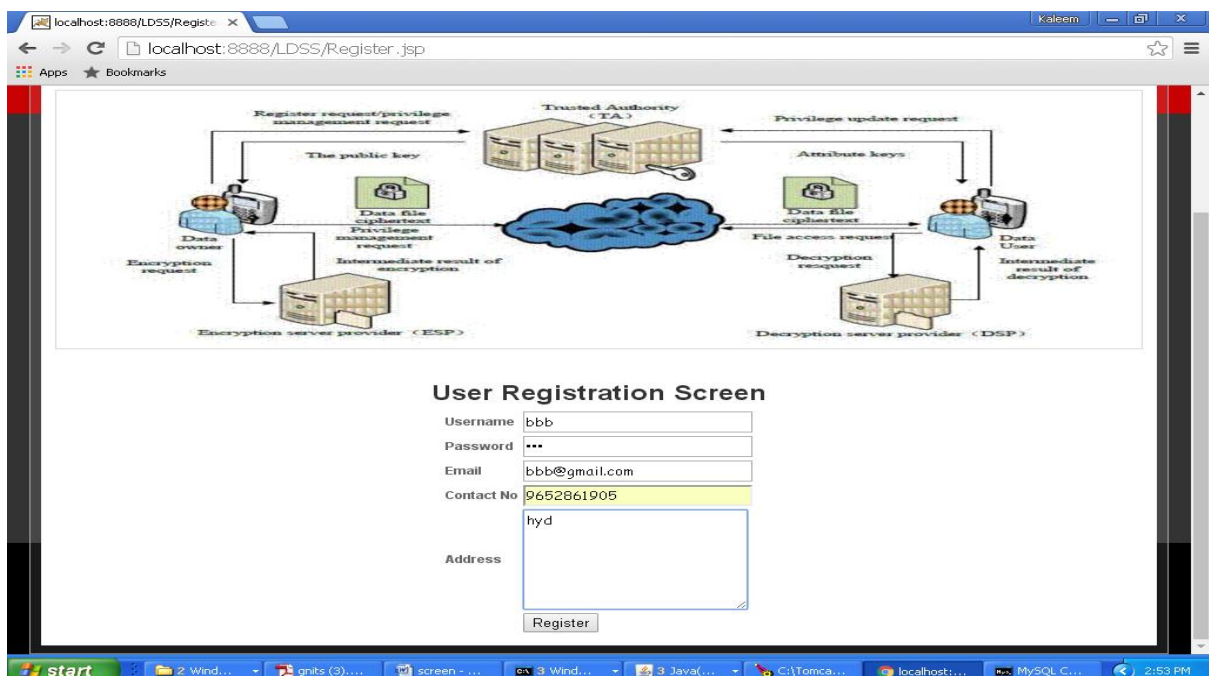 localhost:8888/LDSS/Registe
Kaleem
localhost:8888/LDSS/Register.jsp
Apps
Bookmarks
Register request/privilege
management request
Trusted Authority
(TA)
Privilege update request
The public key
Attribute keys
Data file
ciphertext
Data file
ciphertext
Data
owner
Privilege
management
request
File access request
Data
User
Encryption
request
Intermediate result of
encryption
Decryption
resquest
Intermediate
result of
decryption
Encryption server provider (ESP)
Decryption server provider (DSP)
User Registration Screen
Username bbb
Password •••
Email bbb@gmail.com
Contact No 9652861905
Address hyd
Register
start
2 Wind...
gnits (3)....
screen - ...
3 Wind...
3 Java(...
C:\Tomca...
localhost:...
MySQL C...
2:53 PM